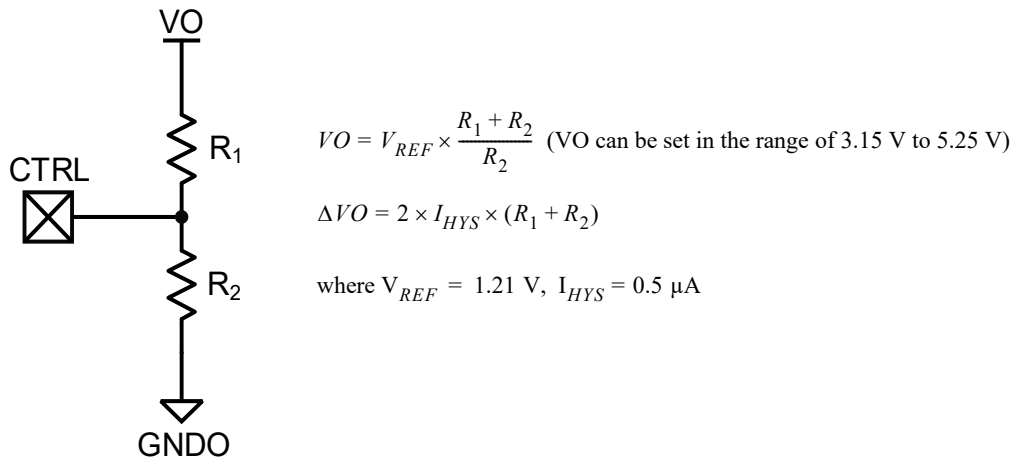 VO
R1
CTRL
R2
GNDO
VO = VREF × (R1 + R2) / R2 (VO can be set in the range of 3.15 V to 5.25 V)
ΔVO = 2 × IHYS × (R1 + R2)
where VREF = 1.21 V, IHYS = 0.5 µA